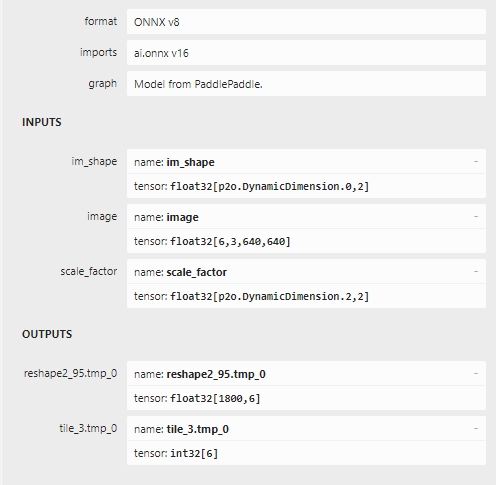 format ONNX v8
imports ai.onnx v16
graph Model from PaddlePaddle.
INPUTS
im_shape name: im_shape -
tensor: float32[p2o.DynamicDimension.0,2]
image name: image -
tensor: float32[6,3,640,640]
scale_factor name: scale_factor -
tensor: float32[p2o.DynamicDimension.2,2]
OUTPUTS
reshape2_95.tmp_0 name: reshape2_95.tmp_0 -
tensor: float32[1800,6]
tile_3.tmp_0 name: tile_3.tmp_0 -
tensor: int32[6]